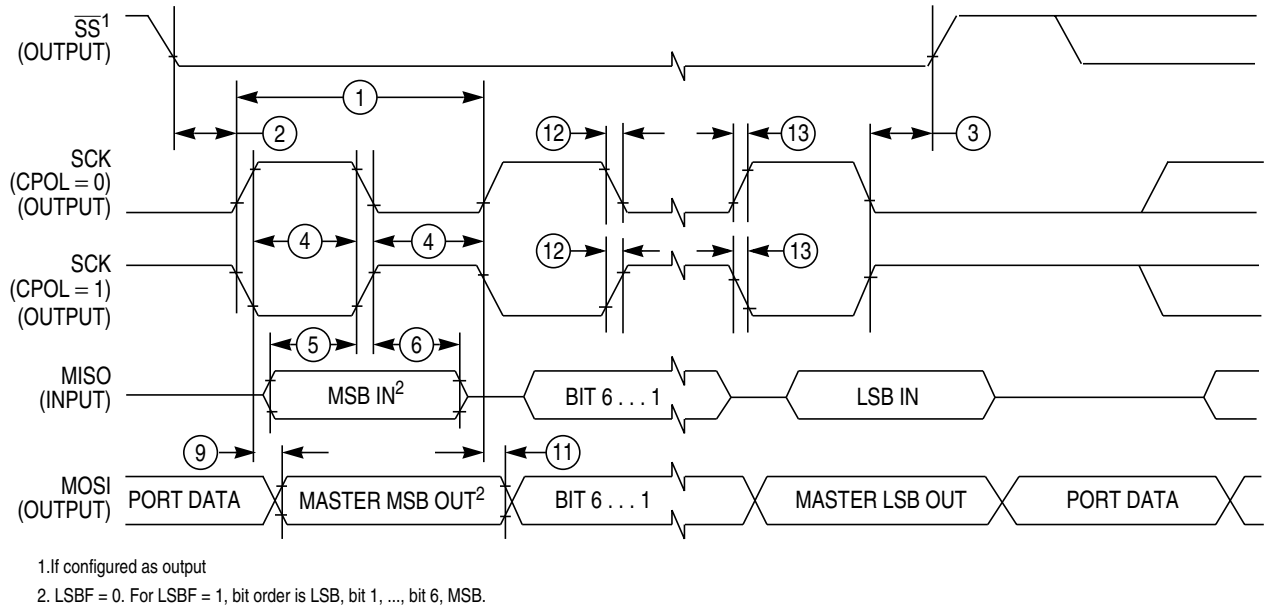 SS¹
(OUTPUT)
1
2
12
13
3
SCK
(CPOL = 0)
(OUTPUT)
4
4
SCK
(CPOL = 1)
(OUTPUT)
12
13
5
6
MISO
(INPUT)
MSB IN²
BIT 6 . . . 1
LSB IN
9
11
MOSI
(OUTPUT)
PORT DATA
MASTER MSB OUT²
BIT 6 . . . 1
MASTER LSB OUT
PORT DATA
1.If configured as output
2. LSBF = 0. For LSBF = 1, bit order is LSB, bit 1, ..., bit 6, MSB.